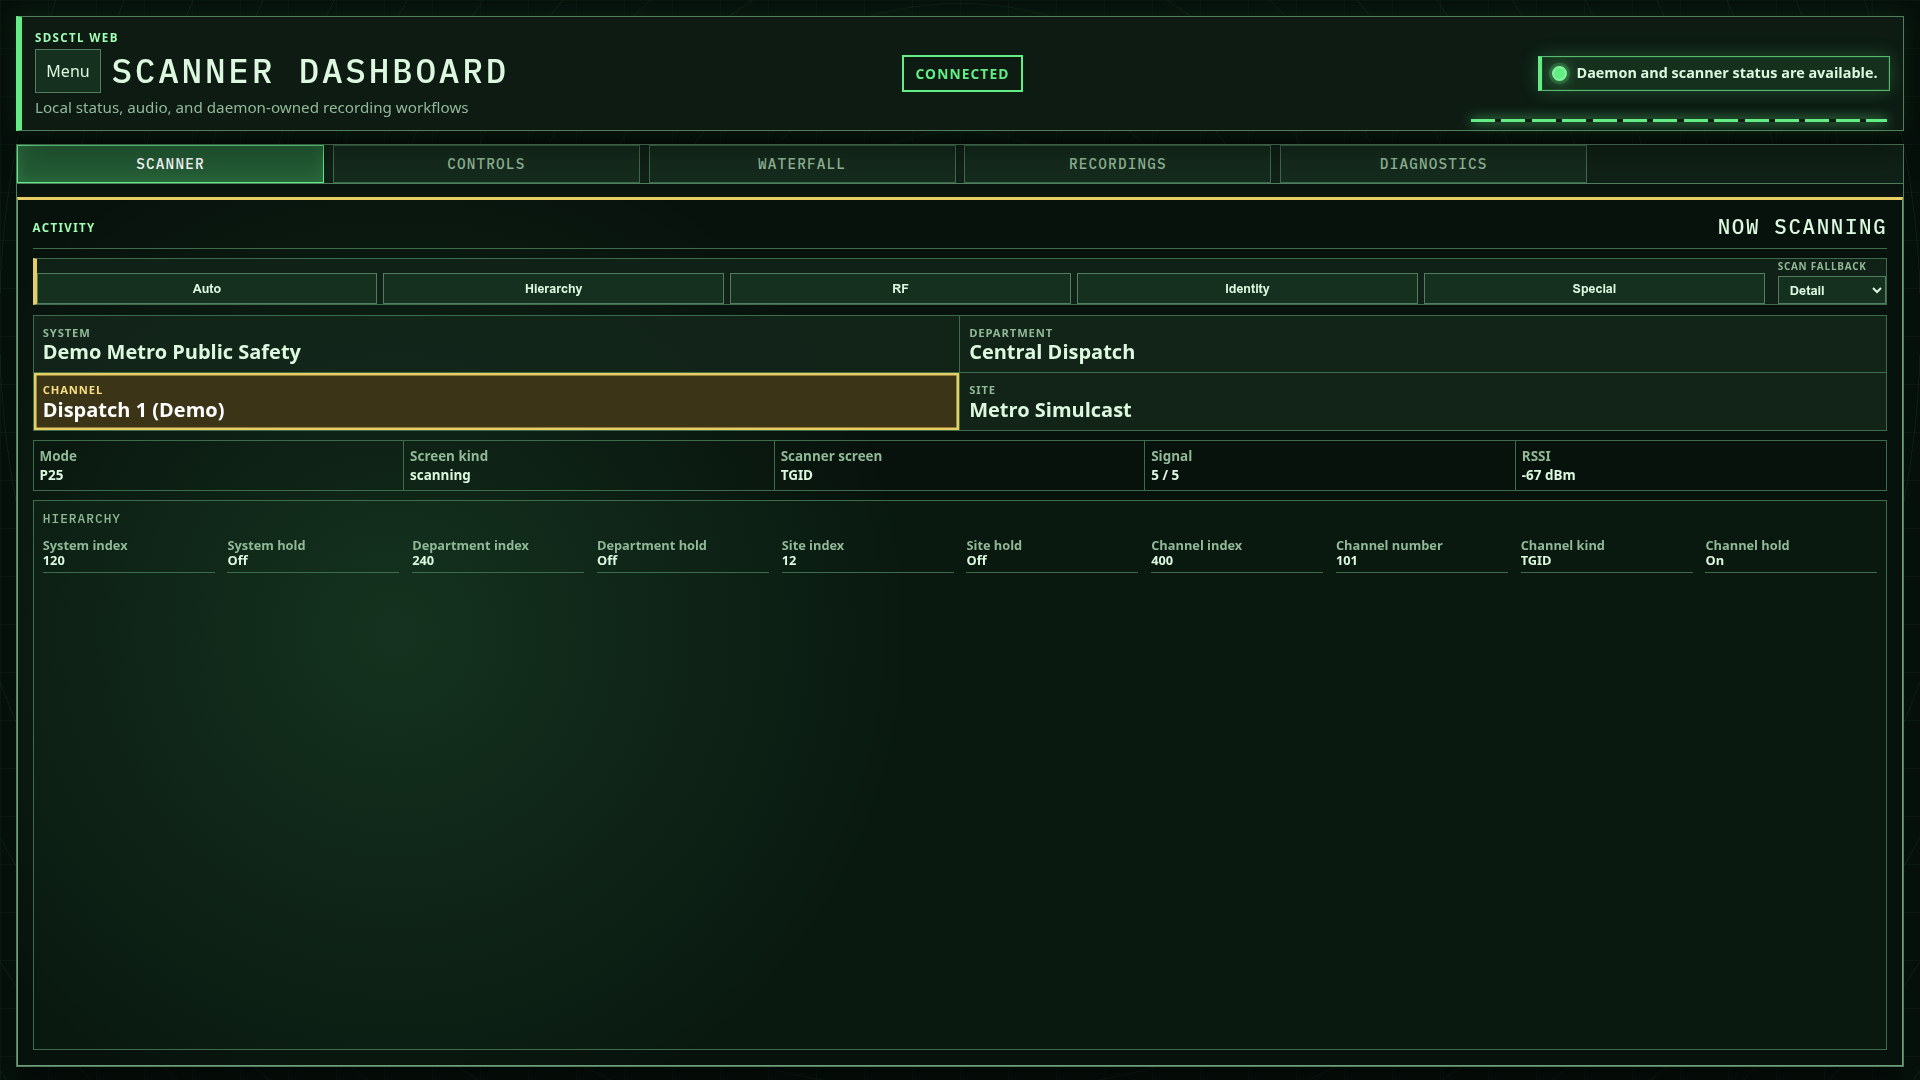 SDSCTL WEB
Menu
SCANNER DASHBOARD
Local status, audio, and daemon-owned recording workflows
CONNECTED
Daemon and scanner status are available.
SCANNER
CONTROLS
WATERFALL
RECORDINGS
DIAGNOSTICS
ACTIVITY
NOW SCANNING
Auto
Hierarchy
RF
Identity
Special
SCAN FALLBACK
Detail
SYSTEM
Demo Metro Public Safety
DEPARTMENT
Central Dispatch
CHANNEL
Dispatch 1 (Demo)
SITE
Metro Simulcast
Mode
P25
Screen kind
scanning
Scanner screen
TGID
Signal
5 / 5
RSSI
-67 dBm
HIERARCHY
System index
120
System hold
Off
Department index
240
Department hold
Off
Site index
12
Site hold
Off
Channel index
400
Channel number
101
Channel kind
TGID
Channel hold
On